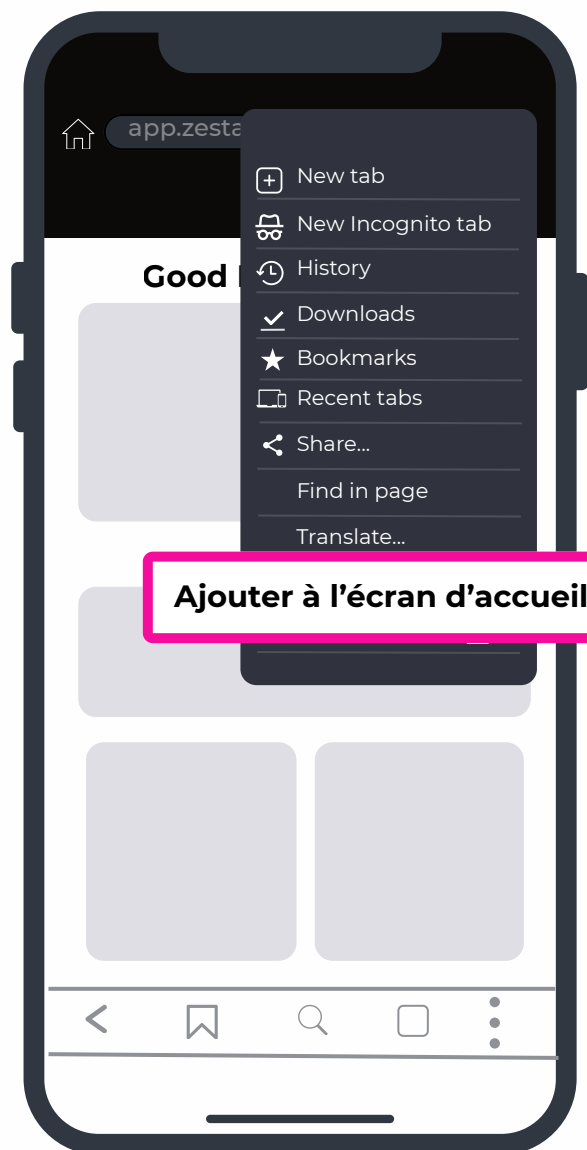 app.zesta
Good
New tab
New Incognito tab
History
Downloads
Bookmarks
Recent tabs
Share...
Find in page
Translate...
Ajouter à l’écran d’accueil